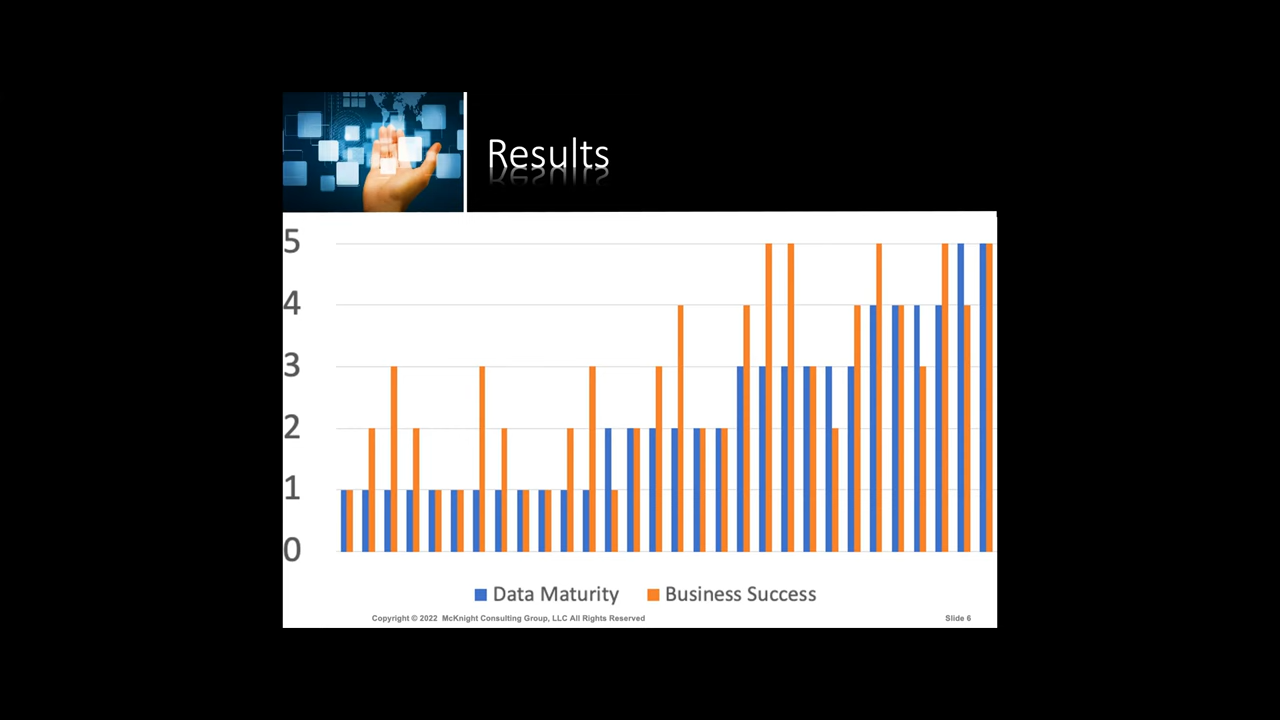 Results
5
4
3
2
1
0
Data Maturity Business Success
Copyright © 2022 McKnight Consulting Group, LLC All Rights Reserved Slide 6